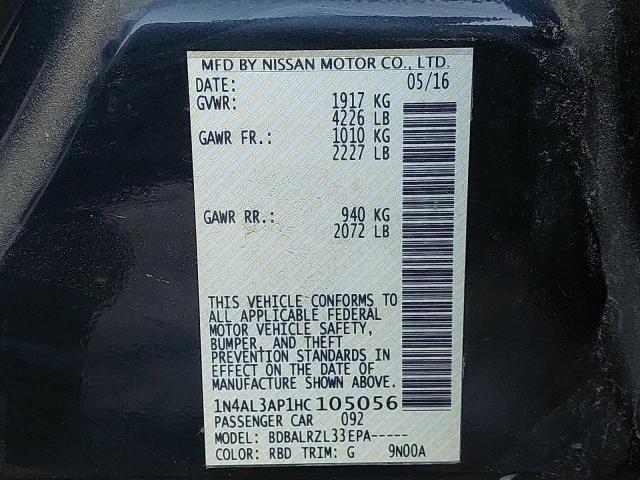 MFD BY NISSAN MOTOR CO., LTD.
DATE: 05/16
GVWR: 1917 KG
4226 LB
GAWR FR.: 1010 KG
2227 LB
GAWR RR.: 940 KG
2072 LB
THIS VEHICLE CONFORMS TO
ALL APPLICABLE FEDERAL
MOTOR VEHICLE SAFETY,
BUMPER, AND THEFT
PREVENTION STANDARDS IN
EFFECT ON THE DATE OF
MANUFACTURE SHOWN ABOVE.
1N4AL3AP1HC105056
PASSENGER CAR 092
MODEL: BDBALRZL33EPA-----
COLOR: RBD TRIM: G 9N00A